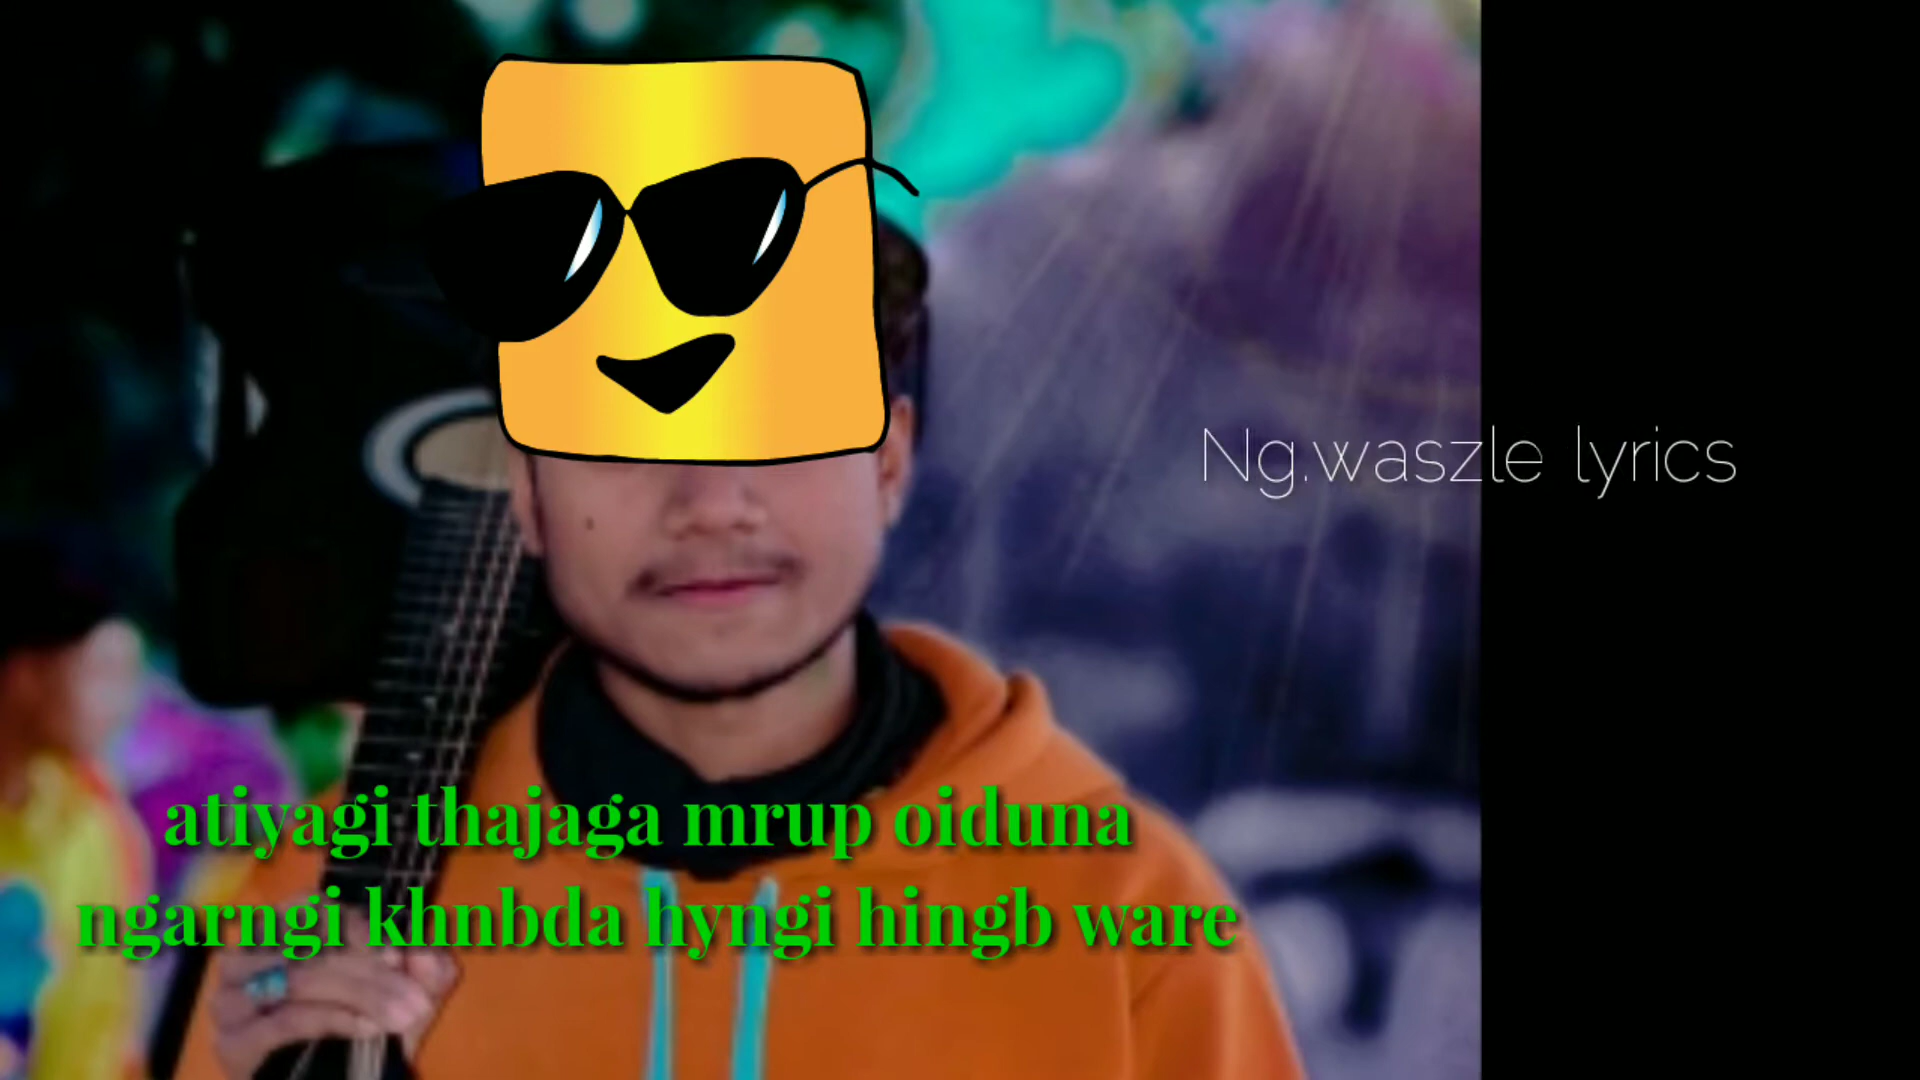 Ng.waszle lyrics
atiyagi thajaga mrup oiduna
ngarngi khnbda hyngi hingb ware